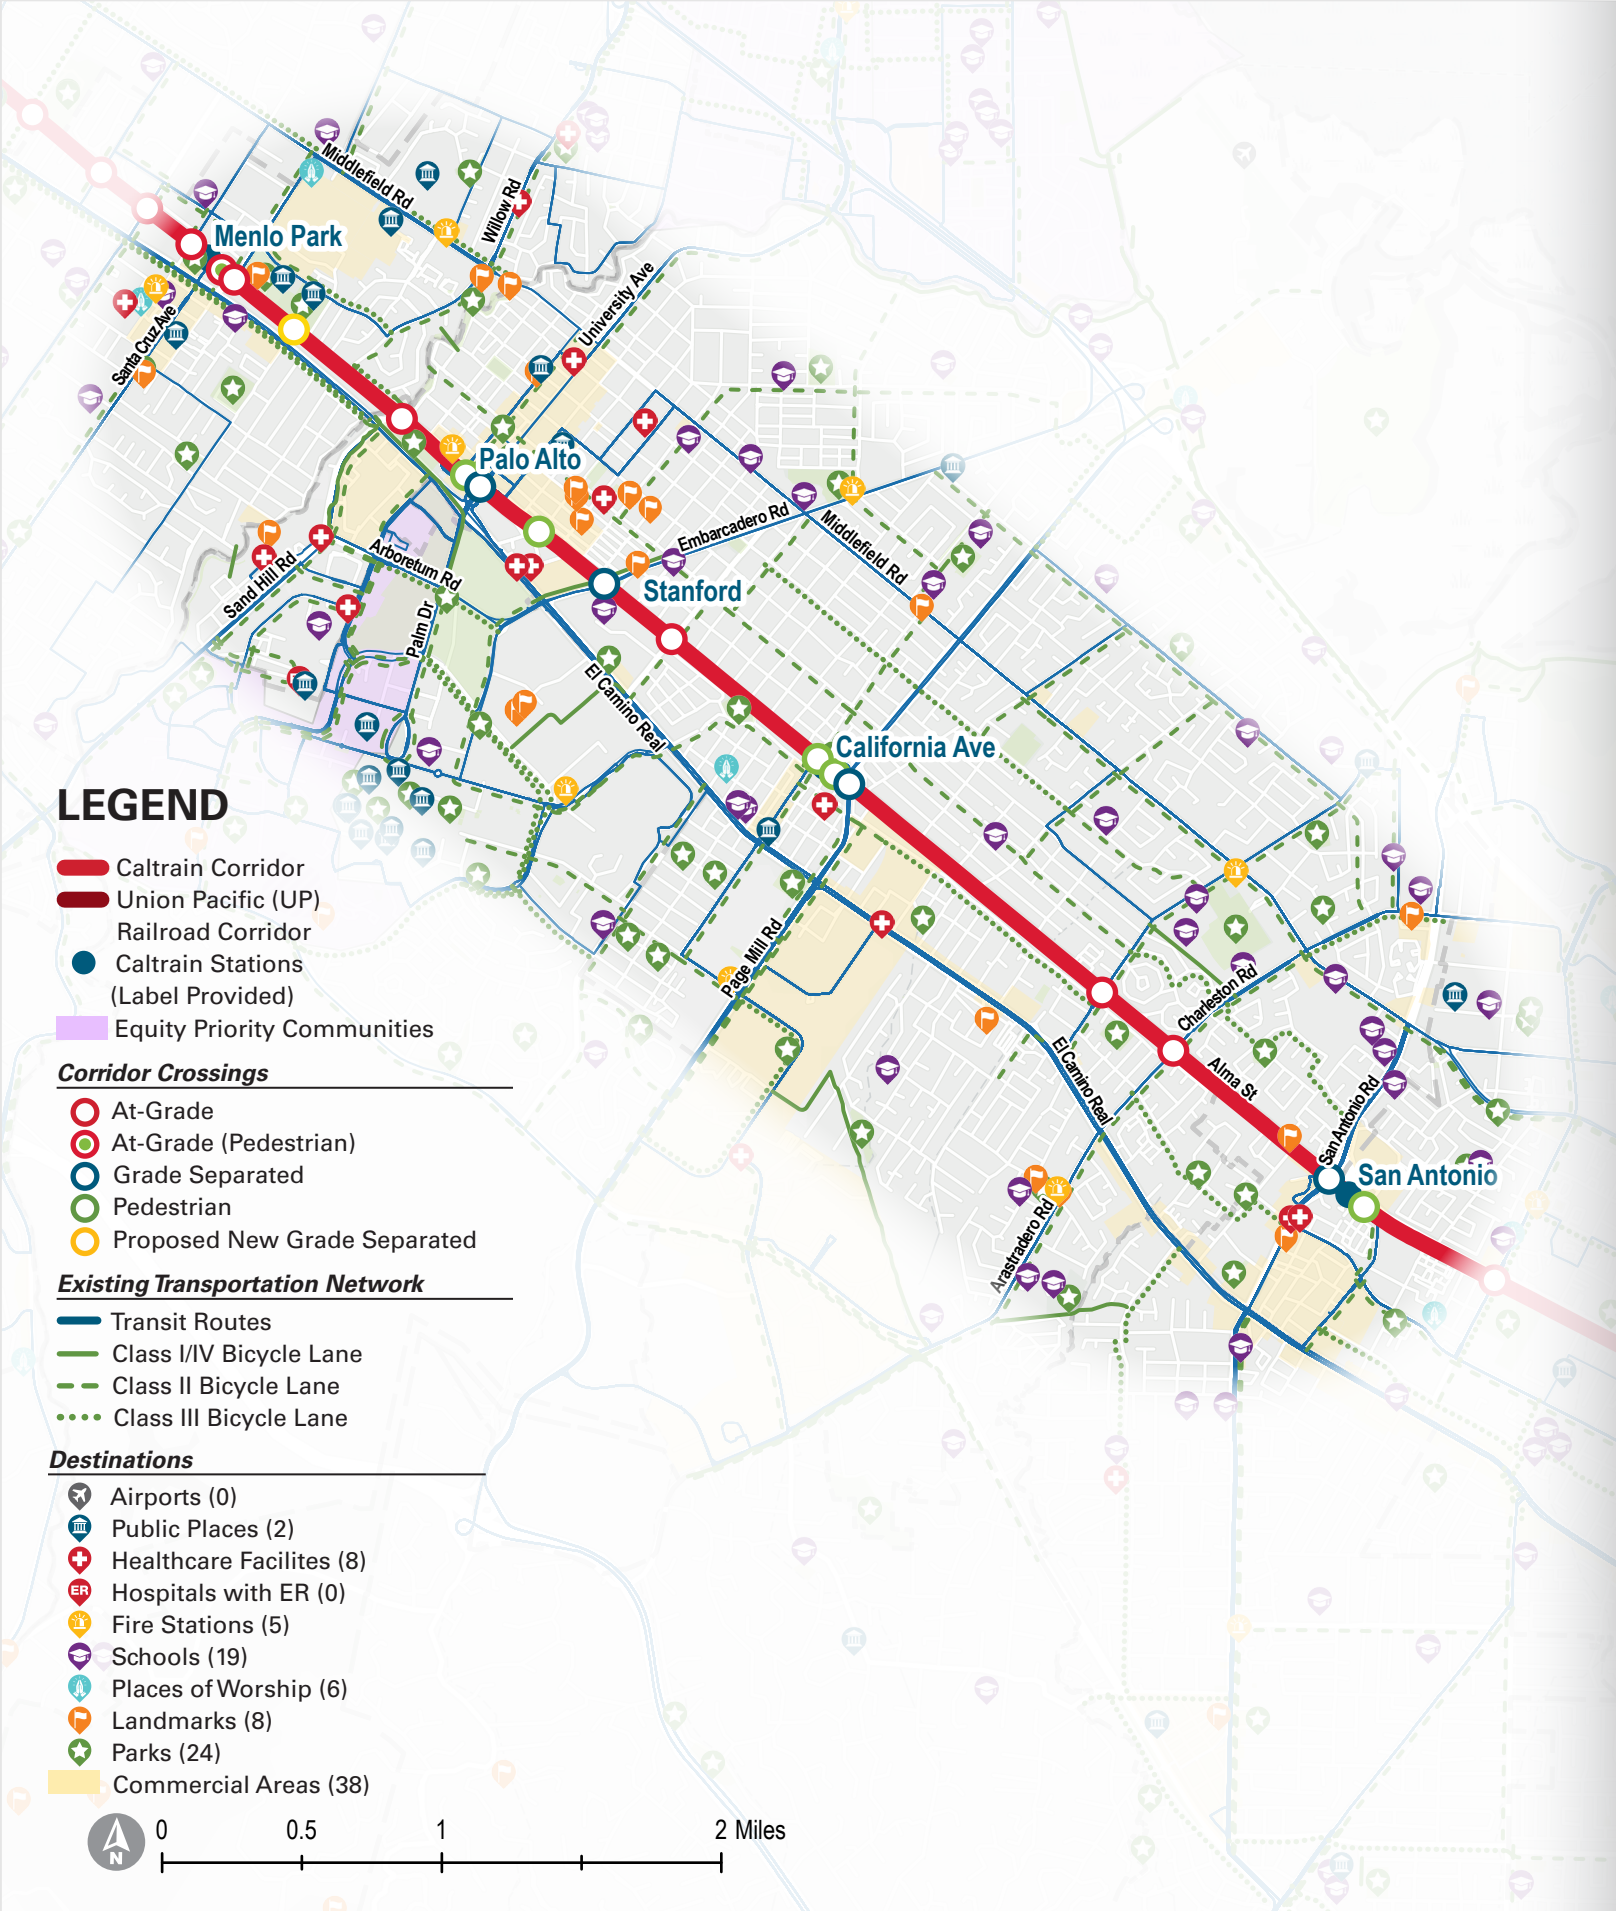 Middlefield Rd
Willow Rd
Menlo Park
University Ave
Santa Cruz Ave
Palo Alto
Embarcadero Rd
Middlefield Rd
Arboretum Rd
Sand Hill Rd
Stanford
Palm Dr
El Camino Real
California Ave
Page Mill Rd
Charleston Rd
El Camino Real
Alma St
San Antonio Rd
San Antonio
Arastradero Rd
LEGEND
Caltrain Corridor
Union Pacific (UP)
Railroad Corridor
Caltrain Stations
(Label Provided)
Equity Priority Communities
Corridor Crossings
At-Grade
At-Grade (Pedestrian)
Grade Separated
Pedestrian
Proposed New Grade Separated
Existing Transportation Network
Transit Routes
Class I/IV Bicycle Lane
Class II Bicycle Lane
Class III Bicycle Lane
Destinations
Airports (0)
Public Places (2)
Healthcare Facilites (8)
ER Hospitals with ER (0)
Fire Stations (5)
Schools (19)
Places of Worship (6)
Landmarks (8)
Parks (24)
Commercial Areas (38)
N
0 0.5 1 2 Miles